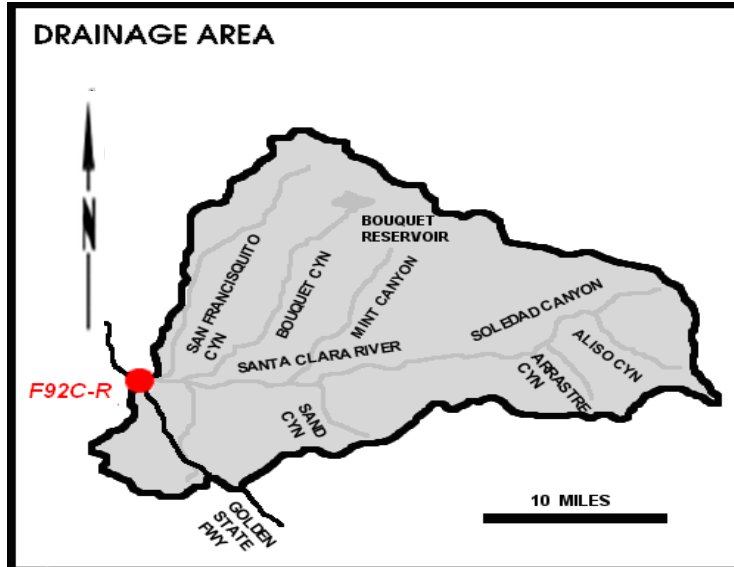 DRAINAGE AREA
N
BOUQUET
RESERVOIR
SAN FRANCISQUITO
CYN
BOUQUET CYN
MINT CANYON
SOLEDAD CANYON
SANTA CLARA RIVER
ALISO CYN
ARRASTRE
CYN
F92C-R
SAND
CYN
10 MILES
GOLDEN
STATE
FWY